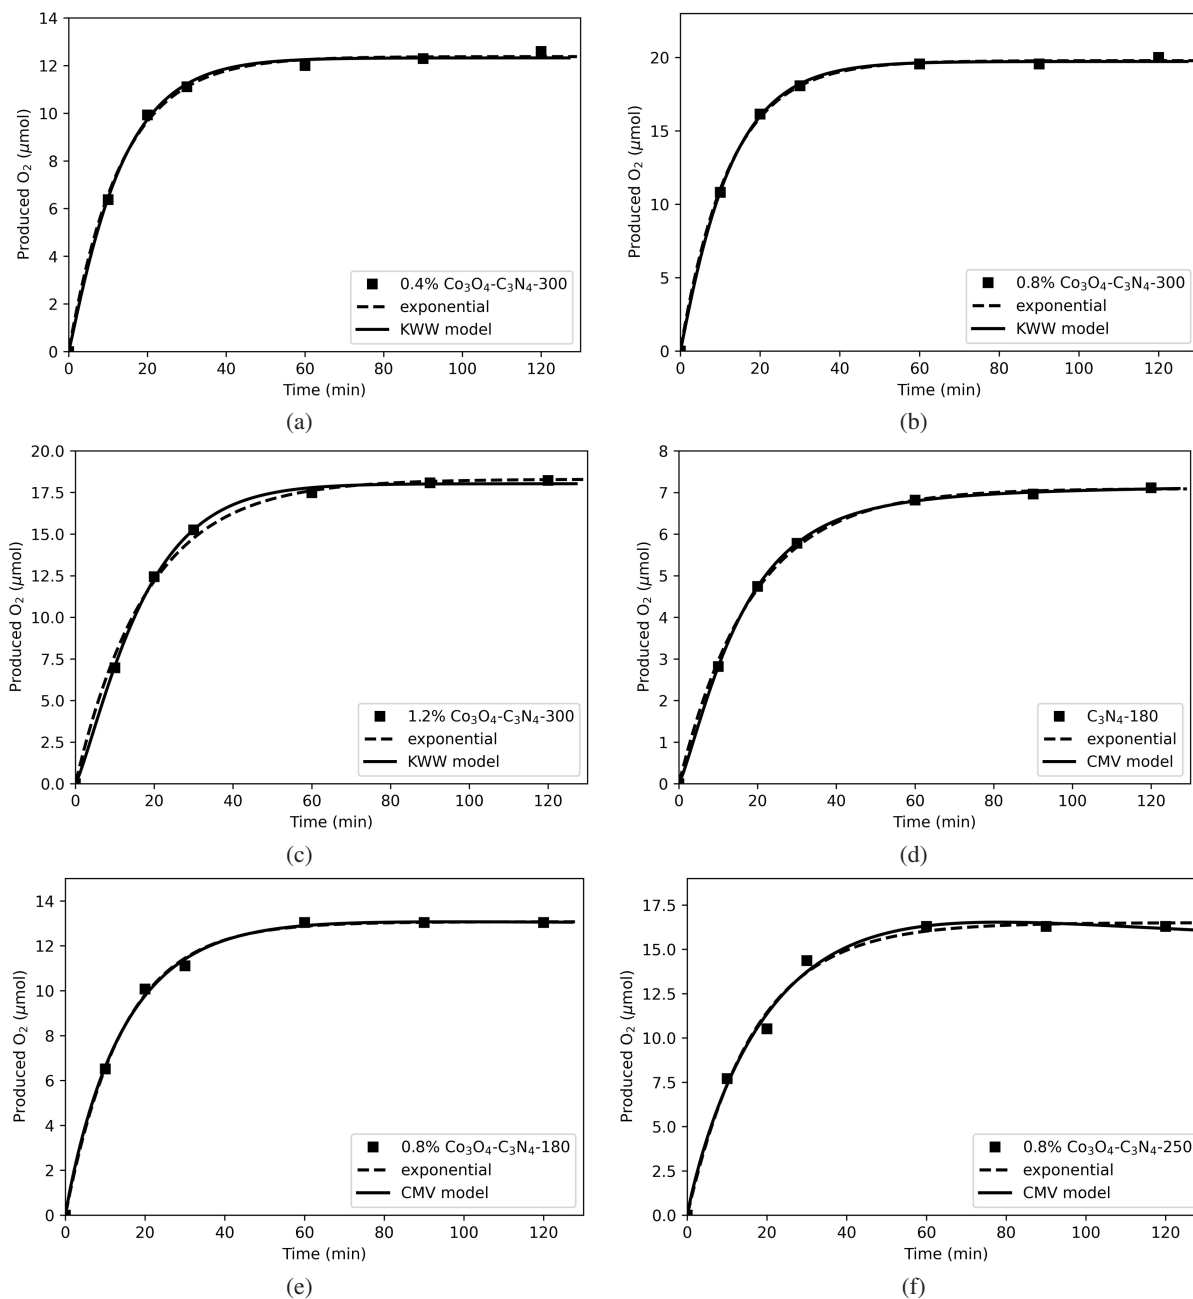 14
12
10
8
6
4
2
0
Produced O₂ (μmol)
0 20 40 60 80 100 120
Time (min)
0.4% Co₃O₄-C₃N₄-300
exponential
KWW model
(a)
20
15
10
5
0
Produced O₂ (μmol)
0 20 40 60 80 100 120
Time (min)
0.8% Co₃O₄-C₃N₄-300
exponential
KWW model
(b)
20.0
17.5
15.0
12.5
10.0
7.5
5.0
2.5
0.0
Produced O₂ (μmol)
0 20 40 60 80 100 120
Time (min)
1.2% Co₃O₄-C₃N₄-300
exponential
KWW model
(c)
8
7
6
5
4
3
2
1
0
Produced O₂ (μmol)
0 20 40 60 80 100 120
Time (min)
C₃N₄-180
exponential
CMV model
(d)
14
12
10
8
6
4
2
0
Produced O₂ (μmol)
0 20 40 60 80 100 120
Time (min)
0.8% Co₃O₄-C₃N₄-180
exponential
CMV model
(e)
17.5
15.0
12.5
10.0
7.5
5.0
2.5
0.0
Produced O₂ (μmol)
0 20 40 60 80 100 120
Time (min)
0.8% Co₃O₄-C₃N₄-250
exponential
CMV model
(f)